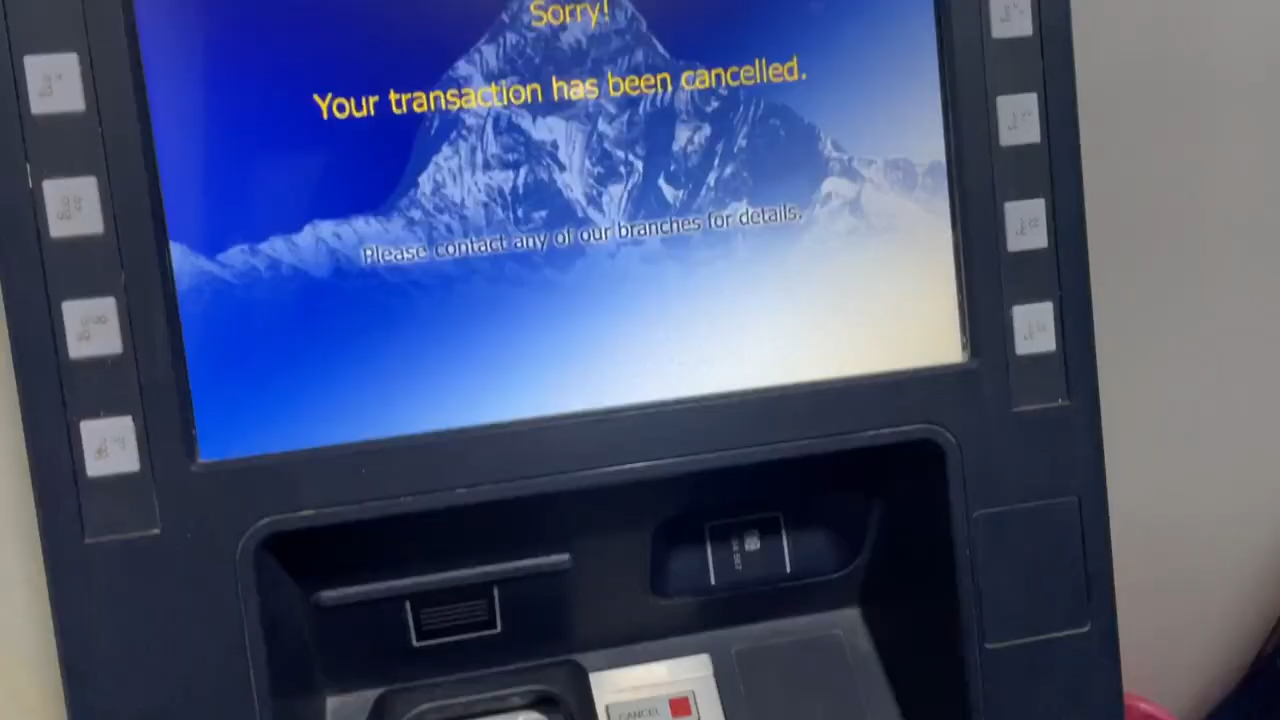 Sorry!
Your transaction has been cancelled.
Please contact any of our branches for details.
CANCEL